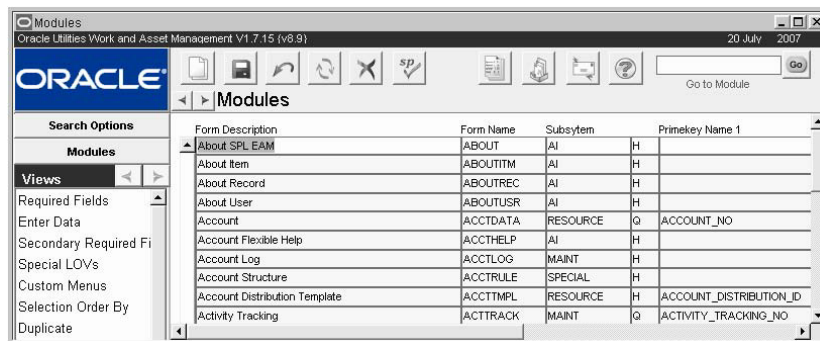 Modules
Oracle Utilities Work and Asset Management V1.7.15 (v8.9) 20 July 2007
ORACLE
sp
Go
Go to Module
Modules
Search Options
Modules
Views
Required Fields
Enter Data
Secondary Required Fi
Special LOVs
Custom Menus
Selection Order By
Duplicate
Form Description Form Name Subsytem Primekey Name 1
About SPL EAM ABOUT AI H
About Item ABOUTITM AI H
About Record ABOUTREC AI H
About User ABOUTUSR AI H
Account ACCTDATA RESOURCE Q ACCOUNT_NO
Account Flexible Help ACCTHELP AI H
Account Log ACCTLOG MAINT H
Account Structure ACCTRULE SPECIAL H
Account Distribution Template ACCTTMPL RESOURCE H ACCOUNT_DISTRIBUTION_ID
Activity Tracking ACTTRACK MAINT Q ACTIVITY_TRACKING_NO